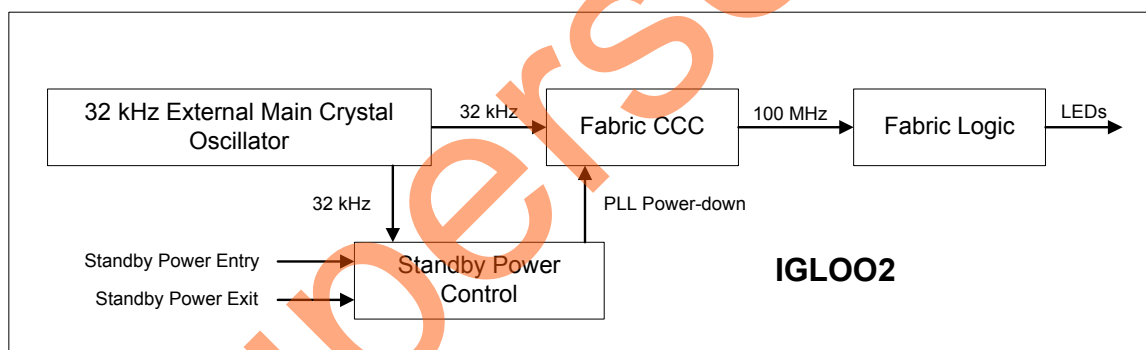 32 kHz External Main Crystal
Oscillator
32 kHz
Fabric CCC
100 MHz
Fabric Logic
LEDs
32 kHz
PLL Power-down
Standby Power Entry
Standby Power Exit
Standby Power
Control
IGLOO2